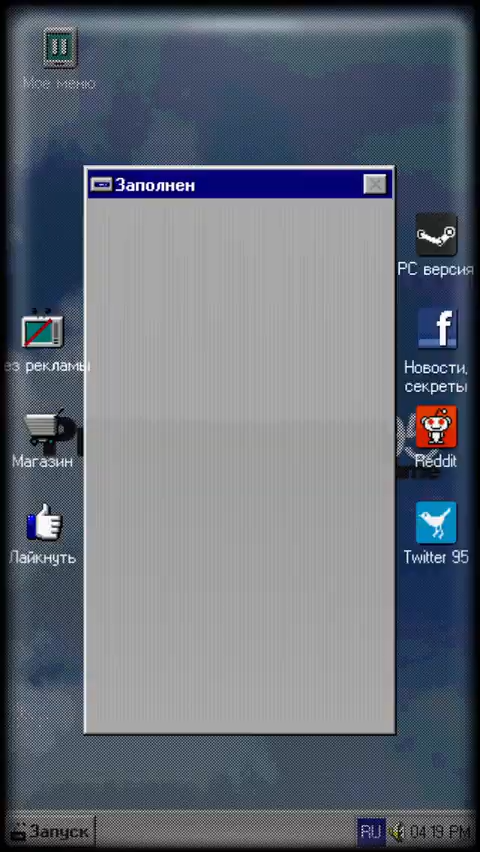 Мое меню
Заполнен
PC версия
Новости,
секреты
ез рекламы
Магазин
Reddit
Лайкнуть
Twitter 95
Запуск
RU
04:19 PM